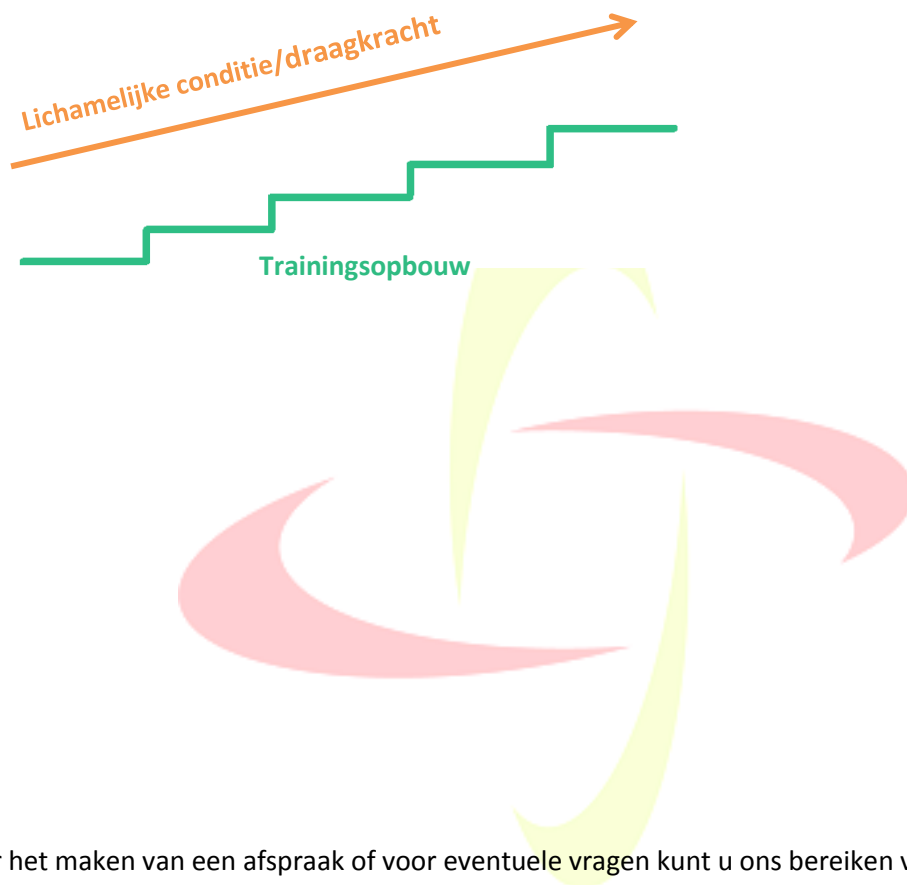 Lichamelijke conditie/draagkracht
Trainingsopbouw
het maken van een afspraak of voor eventuele vragen kunt u ons bereiken